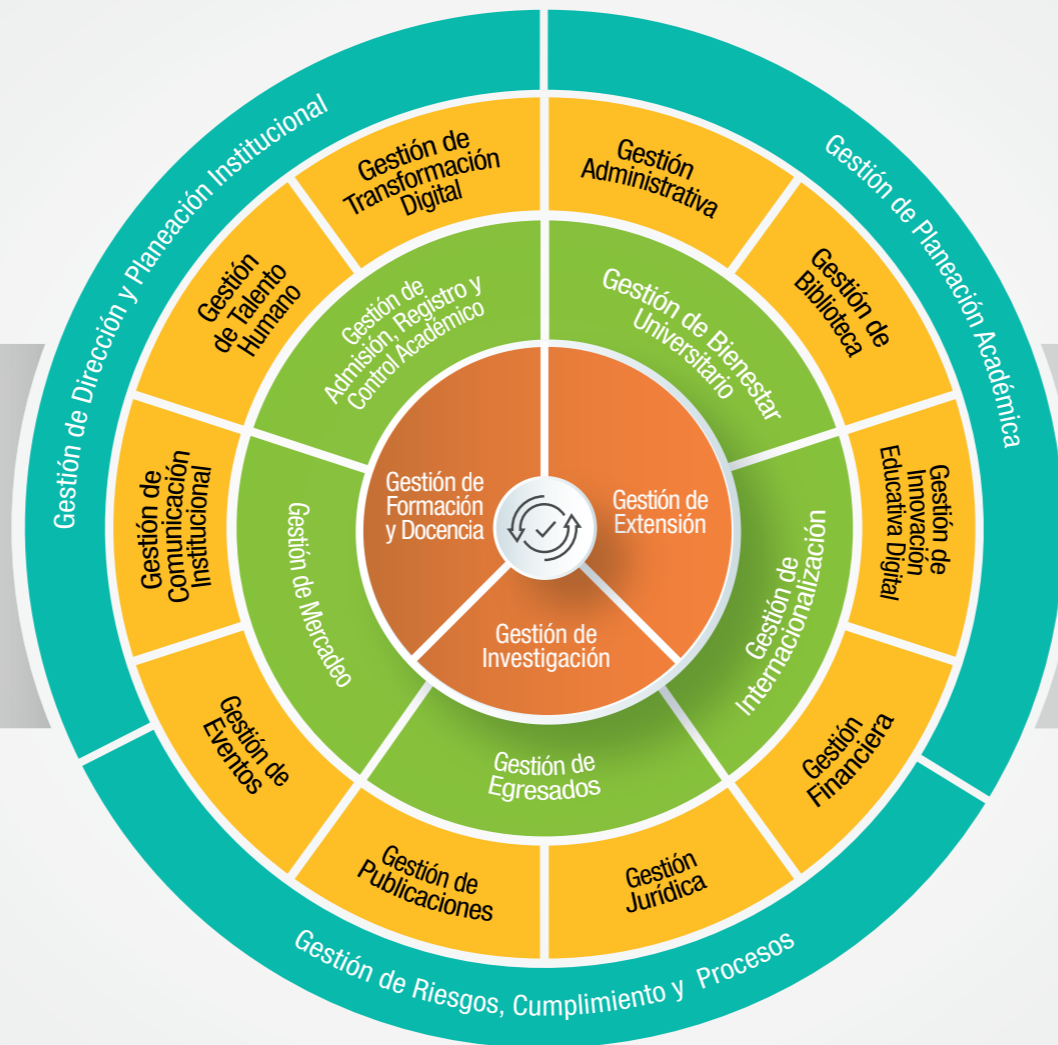 Gestión de Dirección y Planeación Institucional
Gestión de Planeación Académica
Gestión de Riesgos, Cumplimiento y Procesos
Gestión de
Transformación
Digital
Gestión
Administrativa
Gestión de
Biblioteca
Gestión de
Innovación
Educativa Digital
Gestión
Financiera
Gestión
Jurídica
Gestión de
Publicaciones
Gestión de
Eventos
Gestión de
Comunicación
Institucional
Gestión
de Talento
Humano
Gestión de
Admisión, Registro y
Control Académico
Gestión de Bienestar
Universitario
Gestión de
Internacionalización
Gestión de
Egresados
Gestión de Mercadeo
Gestión de
Formación
y Docencia
Gestión de
Extensión
Gestión de
Investigación